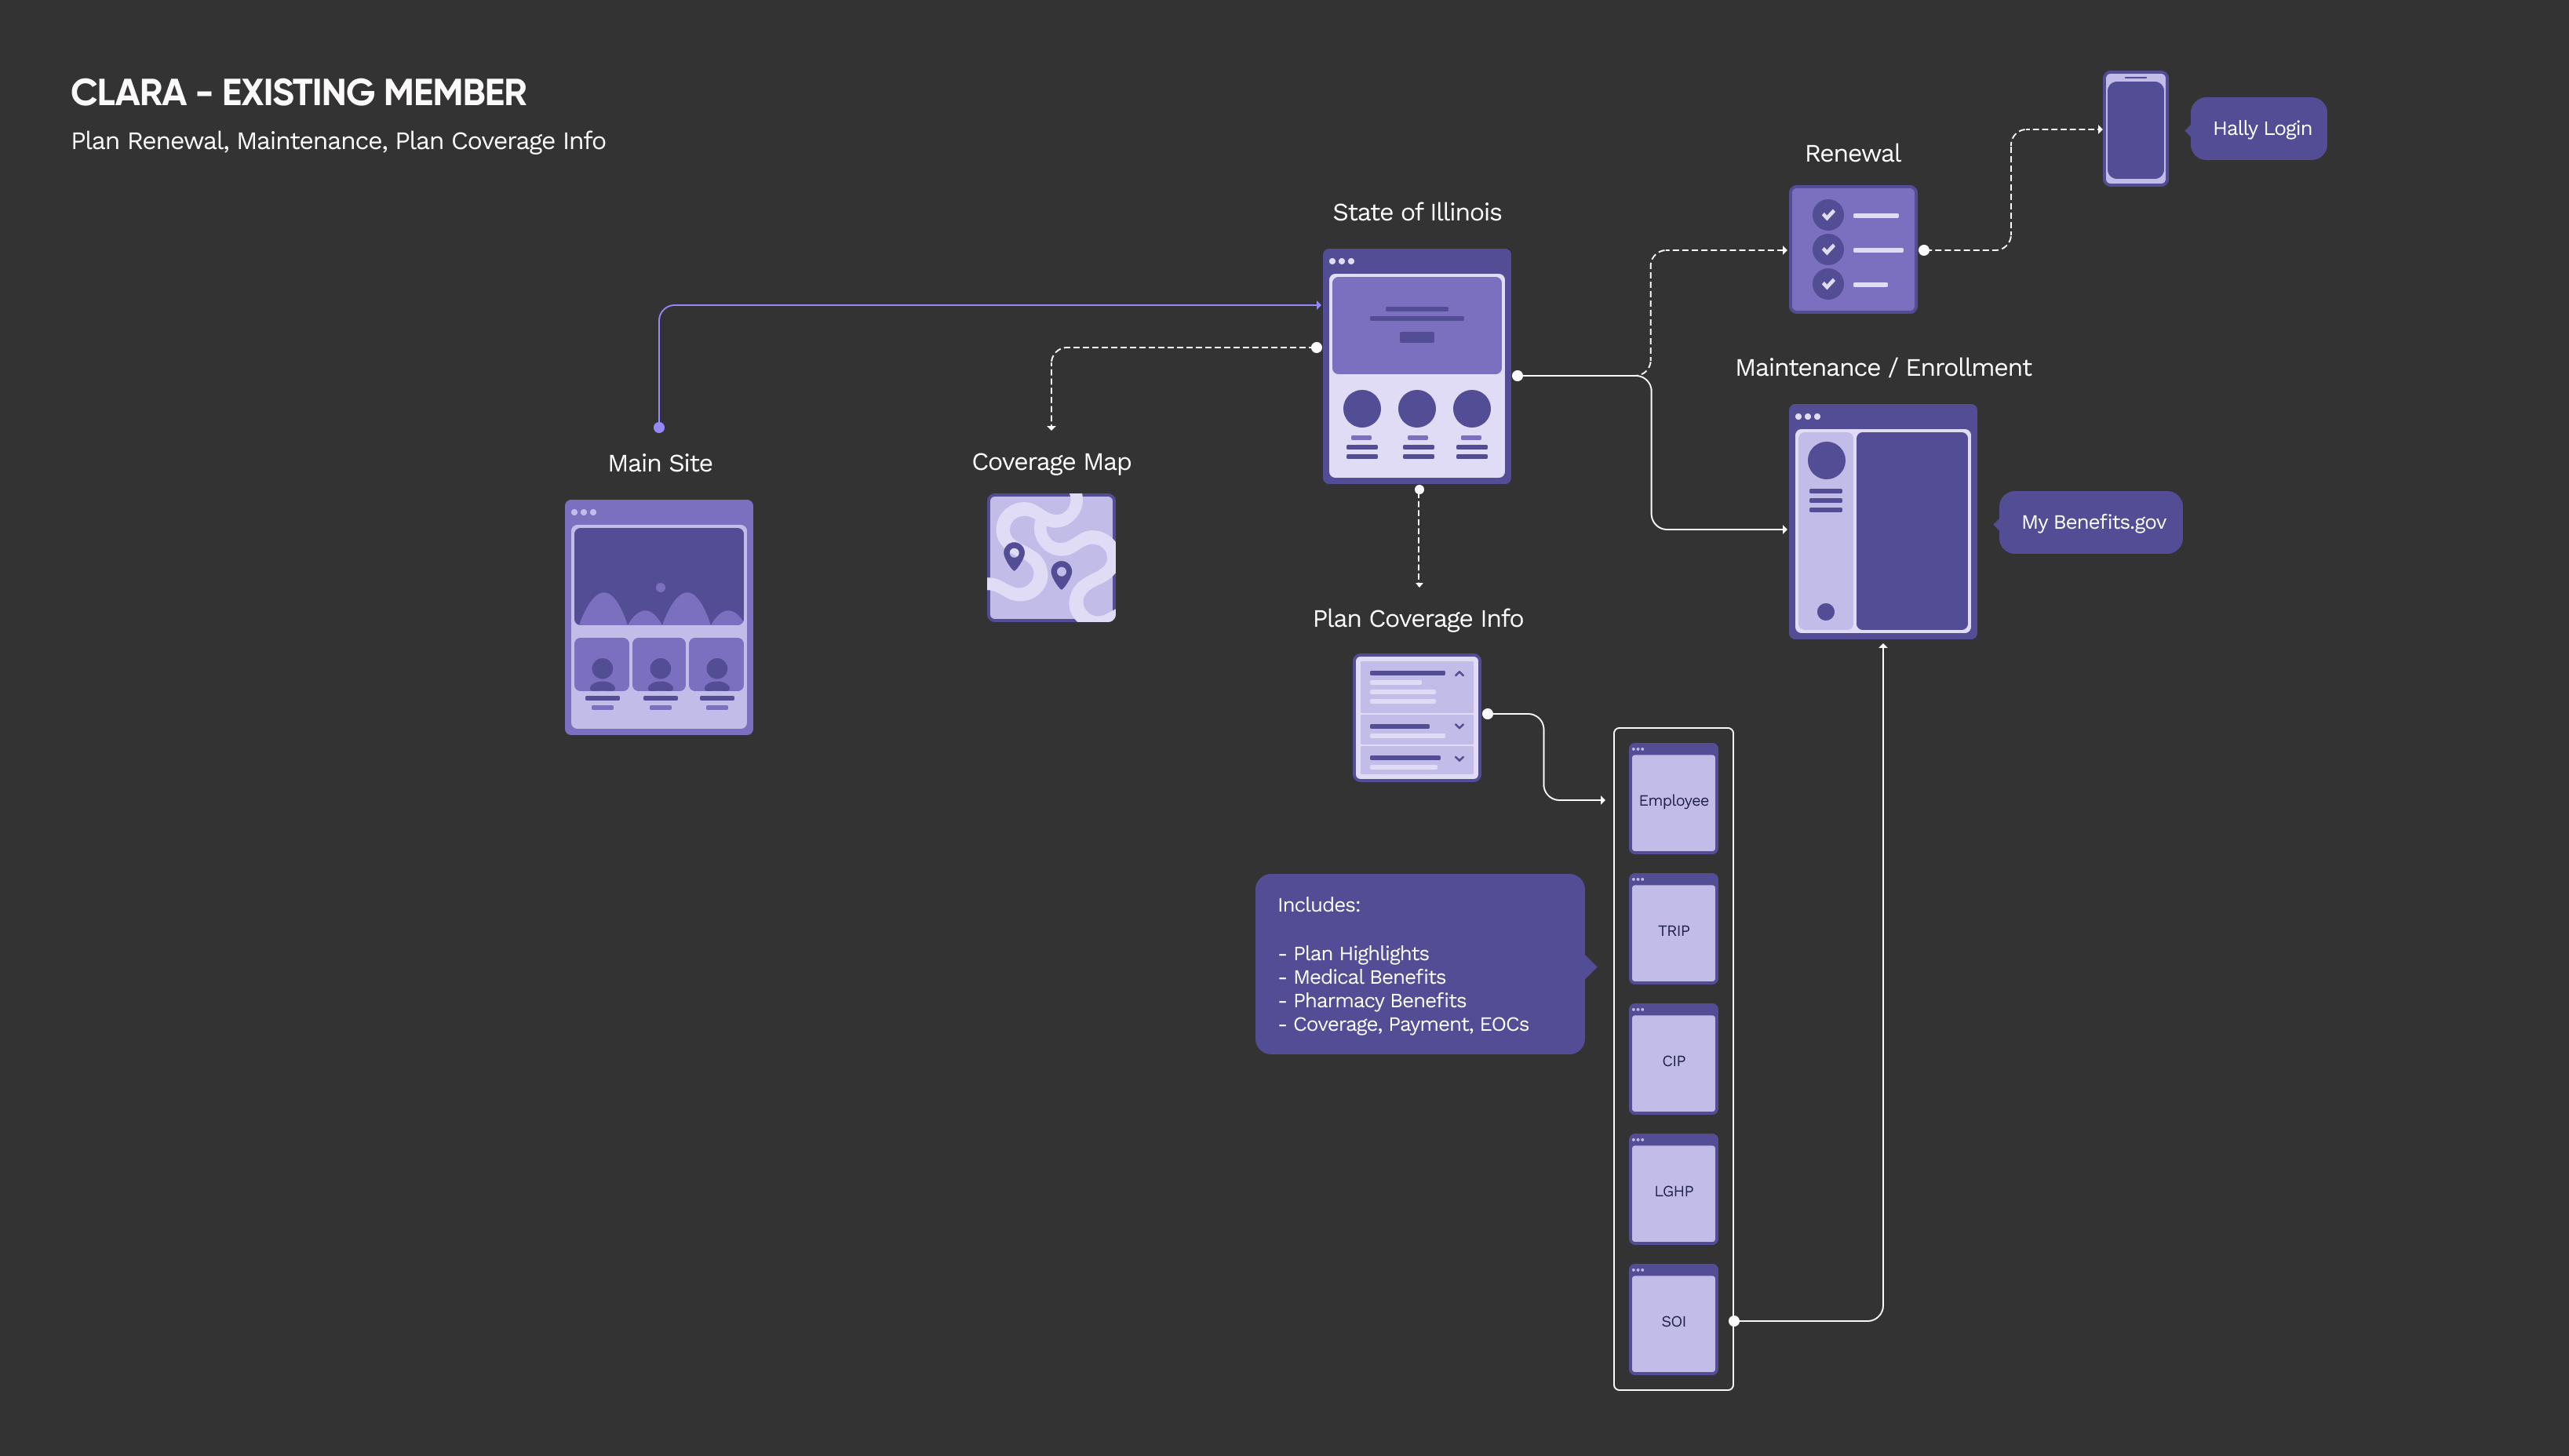 CLARA - EXISTING MEMBER
Plan Renewal, Maintenance, Plan Coverage Info
Hally Login
Renewal
State of Illinois
Maintenance / Enrollment
Main Site
Coverage Map
My Benefits.gov
Plan Coverage Info
Employee
Includes:
- Plan Highlights
- Medical Benefits
- Pharmacy Benefits
- Coverage, Payment, EOCs
TRIP
CIP
LGHP
SOI